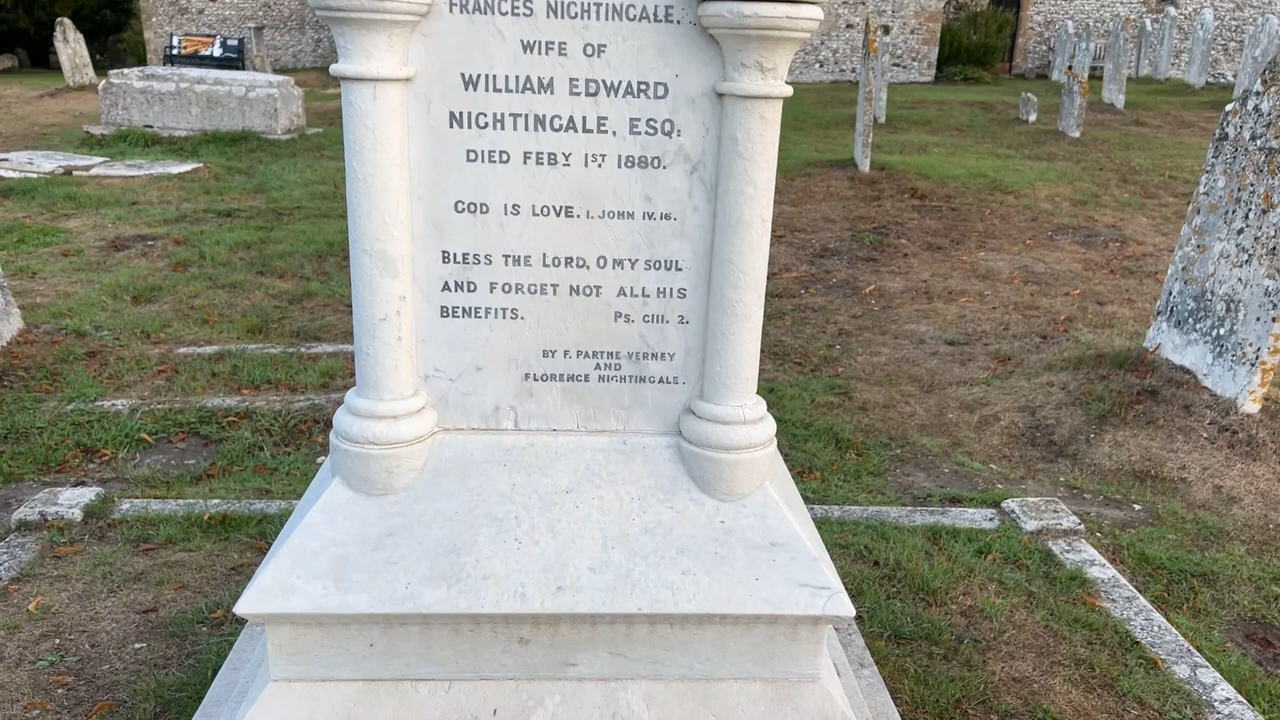 FRANCES NIGHTINGALE,
WIFE OF
WILLIAM EDWARD
NIGHTINGALE, ESQ:
DIED FEBY 1ST 1880.
GOD IS LOVE. 1. JOHN IV. 16.
BLESS THE LORD, O MY SOUL
AND FORGET NOT ALL HIS
BENEFITS. PS. CIII. 2.
BY F. PARTHE VERNEY
AND
FLORENCE NIGHTINGALE.